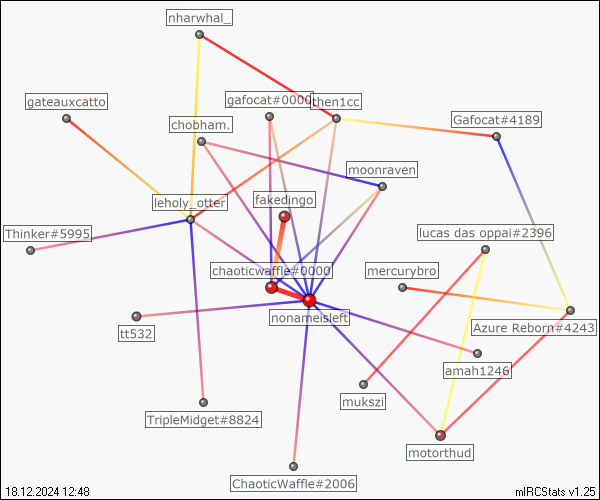 nharwhal_
gateauxcatto
gafocat#0000
then1cc
Gafocat#4189
chobham.
moonraven
fakedingo
leholy_otter
Thinker#5995
lucas das oppai#2396
chaoticwaffle#0000
mercurybro
nonameisleft
Azure Reborn#4243
tt532
amah1246
mukszi
TripleMidget#8824
motorthud
ChaoticWaffle#2006
18.12.2024 12:48
mIRCStats v1.25